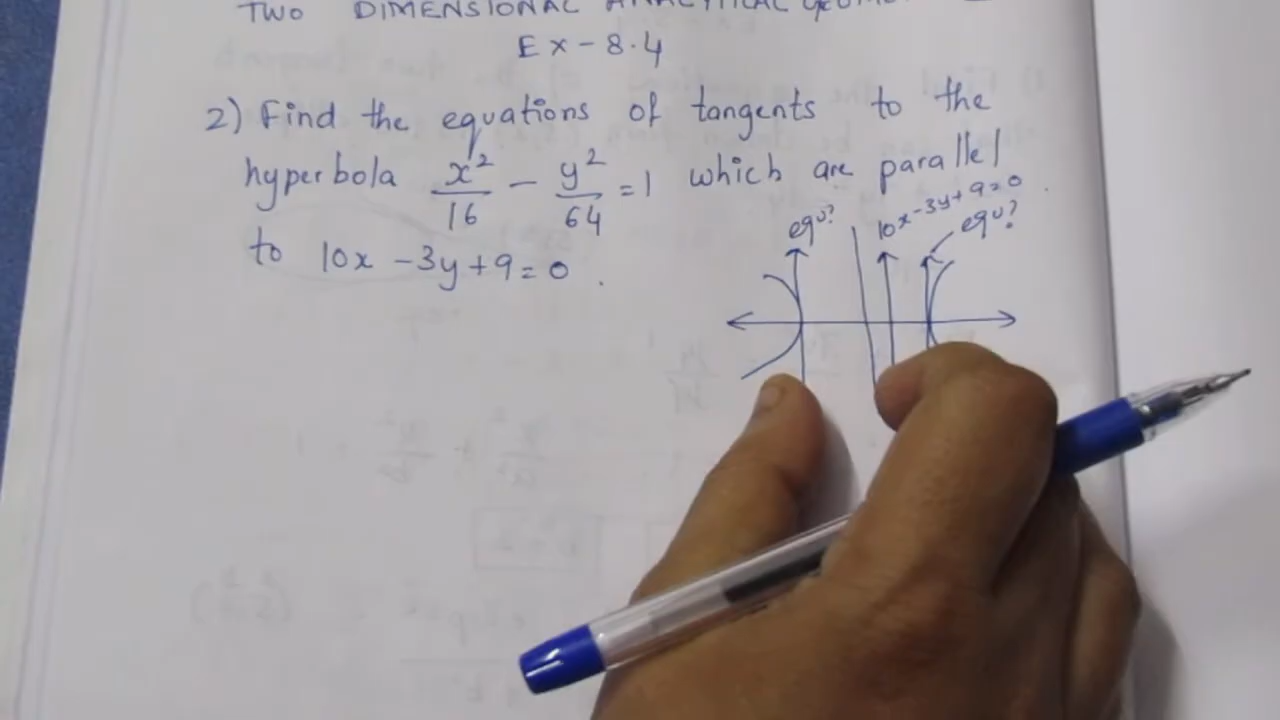 TWO DIMENSIONAL ANALYTICAL
Ex - 8.4
2) Find the equations of tangents to the
hyperbola x²/16 - y²/64 = 1 which are parallel
to 10x - 3y + 9 = 0 .
equ?
10x - 3y + 9 = 0
equ?